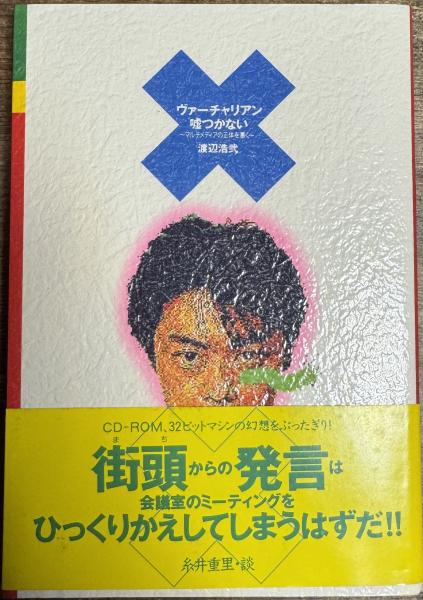 ヴァーチャリアン
嘘つかない
〜マルチメディアの正体を暴く〜
渡辺浩弐
CD-ROM、32ビットマシンの幻想をぶったぎり!
まち
街頭からの発言は
会議室のミーティングを
ひっくりかえしてしまうはずだ!!
糸井重里・談